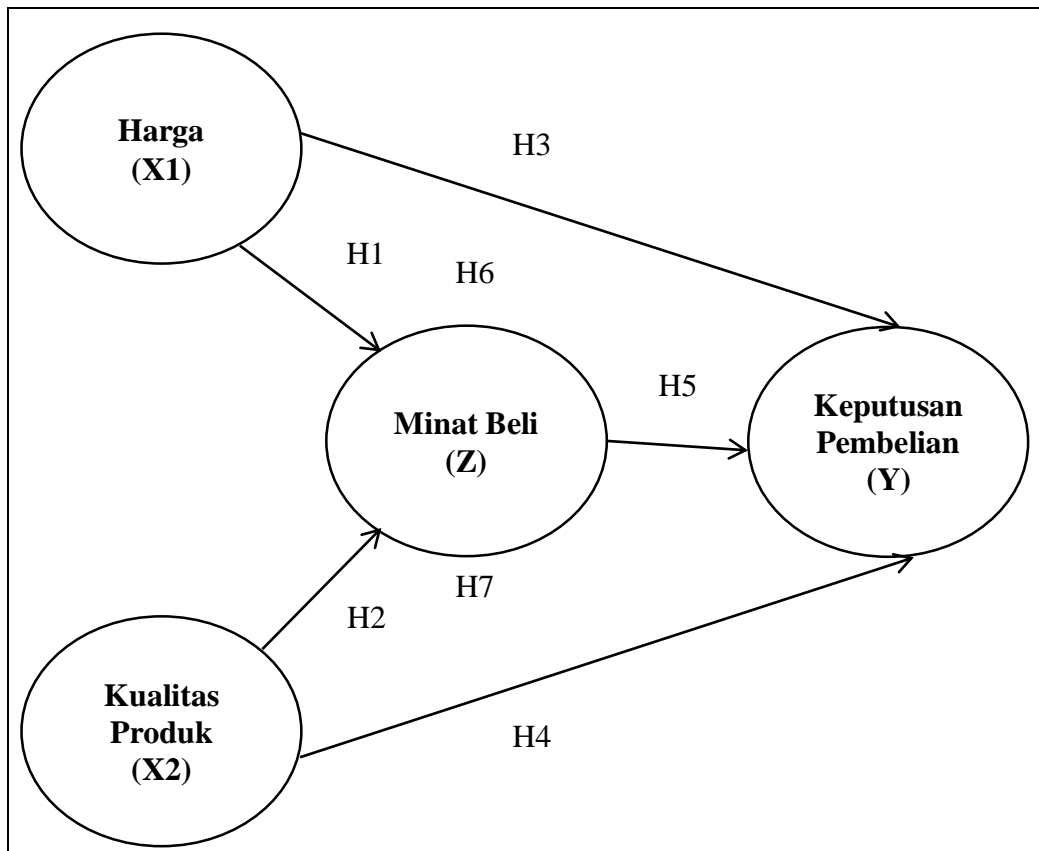 Harga
(X1)
H3
H1
H6
Minat Beli
(Z)
H5
Keputusan
Pembelian
(Y)
H7
H2
Kualitas
Produk
(X2)
H4